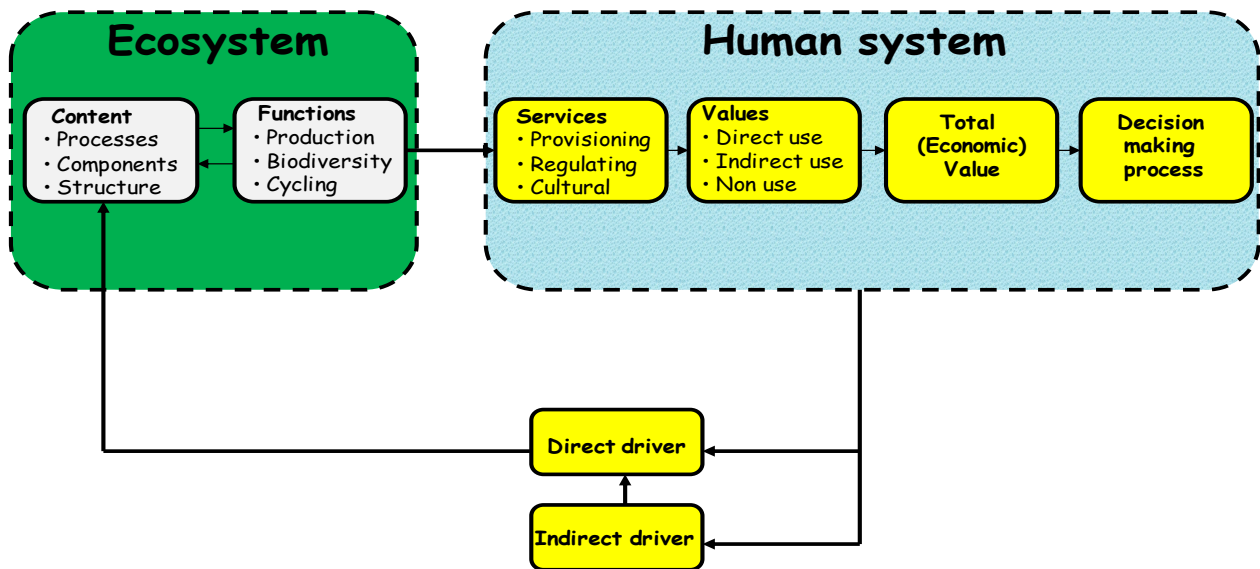 Ecosystem
Human system
Content
· Processes
· Components
· Structure
Functions
· Production
· Biodiversity
· Cycling
Services
· Provisioning
· Regulating
· Cultural
Values
· Direct use
· Indirect use
· Non use
Total
(Economic)
Value
Decision
making
process
Direct driver
Indirect driver